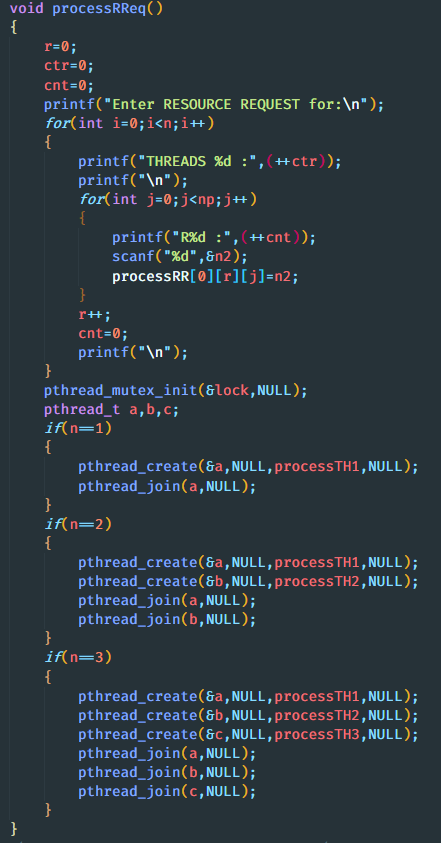 void processRReq()
{
    r=0;
    ctr=0;
    cnt=0;
    printf("Enter RESOURCE REQUEST for:\n");
    for(int i=0;i<n;i++)
    {
        printf("THREADS %d :",(++ctr));
        printf("\n");
        for(int j=0;j<np;j++)
        {
            printf("R%d :",(++cnt));
            scanf("%d",&n2);
            processRR[0][r][j]=n2;
        }
        r++;
        cnt=0;
        printf("\n");
    }
    pthread_mutex_init(&lock,NULL);
    pthread_t a,b,c;
    if(n==1)
    {
        pthread_create(&a,NULL,processTH1,NULL);
        pthread_join(a,NULL);
    }
    if(n==2)
    {
        pthread_create(&a,NULL,processTH1,NULL);
        pthread_create(&b,NULL,processTH2,NULL);
        pthread_join(a,NULL);
        pthread_join(b,NULL);
    }
    if(n==3)
    {
        pthread_create(&a,NULL,processTH1,NULL);
        pthread_create(&b,NULL,processTH2,NULL);
        pthread_create(&c,NULL,processTH3,NULL);
        pthread_join(a,NULL);
        pthread_join(b,NULL);
        pthread_join(c,NULL);
    }
}